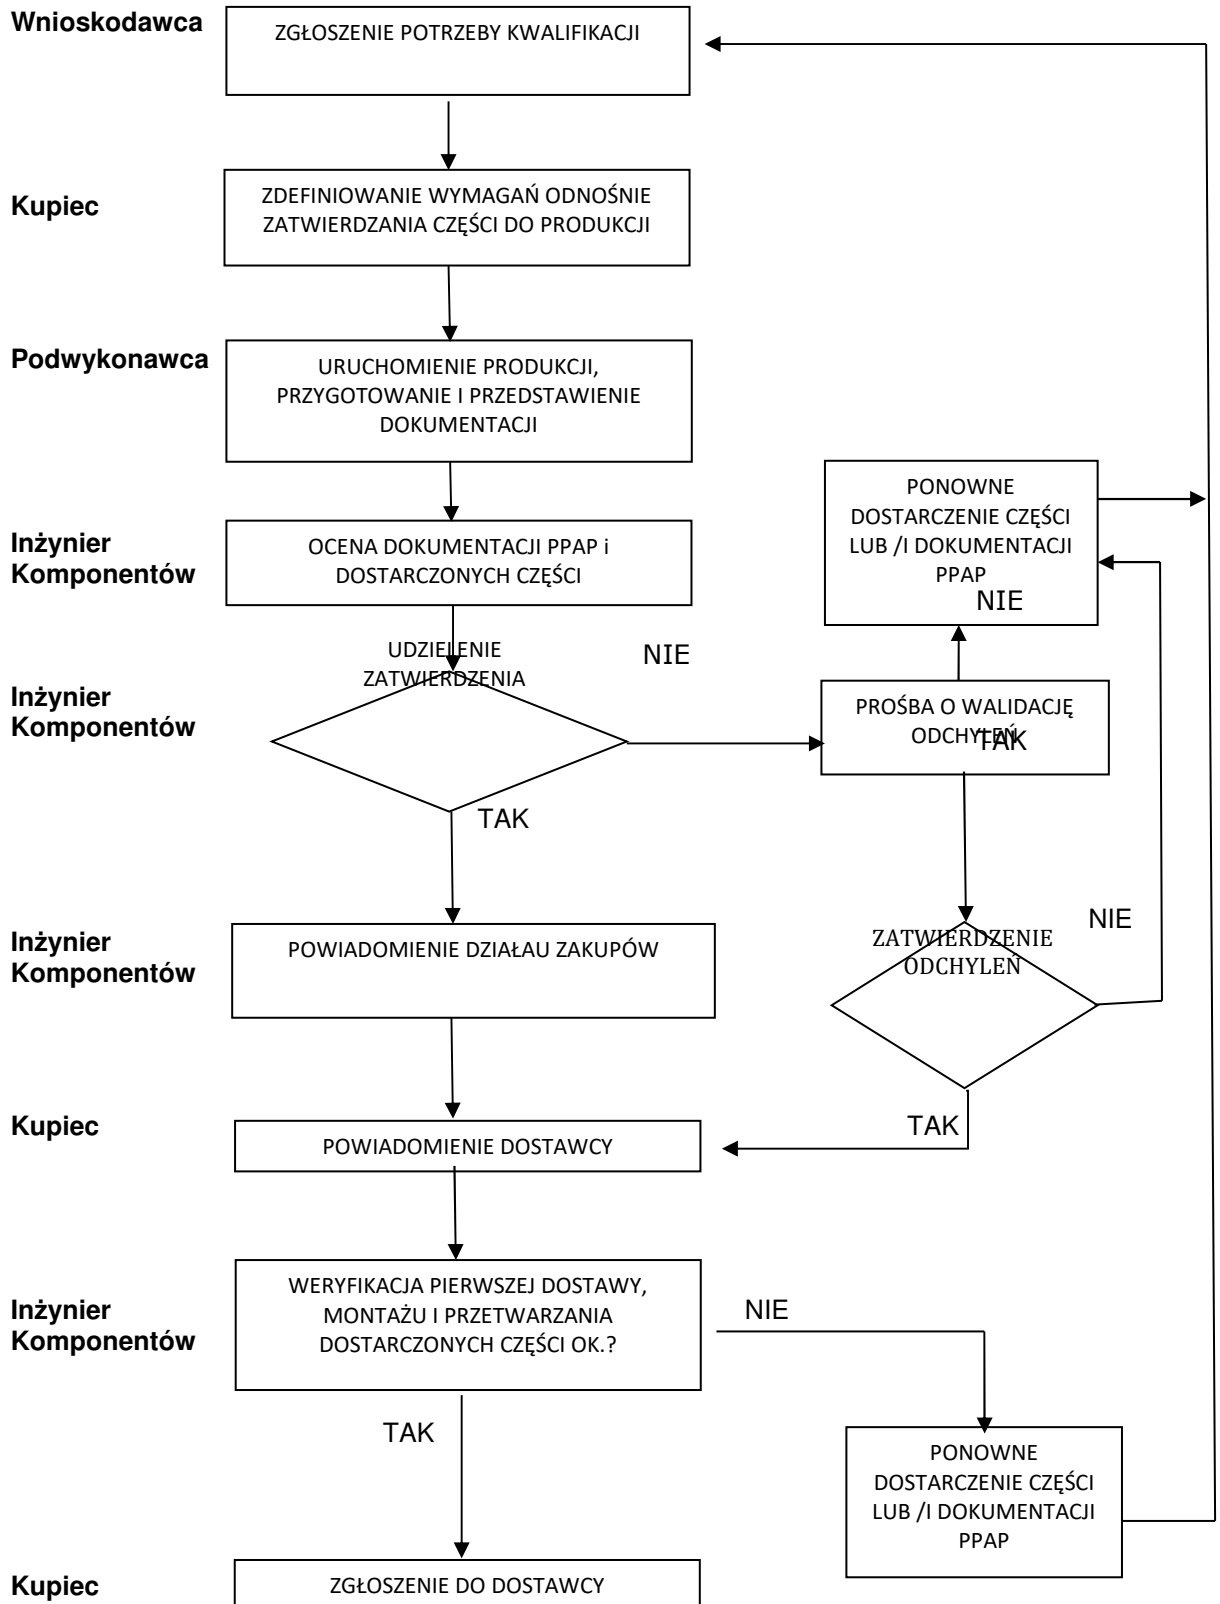 Wnioskodawca
ZGŁOSZENIE POTRZEBY KWALIFIKACJI
Kupiec
ZDEFINIOWANIE WYMAGAŃ ODNOŚNIE
ZATWIERDZANIA CZĘŚCI DO PRODUKCJI
Podwykonawca
URUCHOMIENIE PRODUKCJI,
PRZYGOTOWANIE I PRZEDSTAWIENIE
DOKUMENTACJI
PONOWNE
DOSTARCZENIE CZĘŚCI
LUB /I DOKUMENTACJI
PPAP
NIE
Inżynier
Komponentów
OCENA DOKUMENTACJI PPAP i
DOSTARCZONYCH CZĘŚCI
UDZIELENIE
ZATWIERDZENIA
NIE
Inżynier
Komponentów
PROŚBA O WALIDACJĘ
ODCHYLEŃ
TAK
TAK
Inżynier
Komponentów
POWIADOMIENIE DZIAŁAU ZAKUPÓW
ZATWIERDZENIE
ODCHYLEŃ
NIE
Kupiec
POWIADOMIENIE DOSTAWCY
TAK
Inżynier
Komponentów
WERYFIKACJA PIERWSZEJ DOSTAWY,
MONTAŻU I PRZETWARZANIA
DOSTARCZONYCH CZĘŚCI OK.?
NIE
TAK
PONOWNE
DOSTARCZENIE CZĘŚCI
LUB /I DOKUMENTACJI
PPAP
Kupiec
ZGŁOSZENIE DO DOSTAWCY